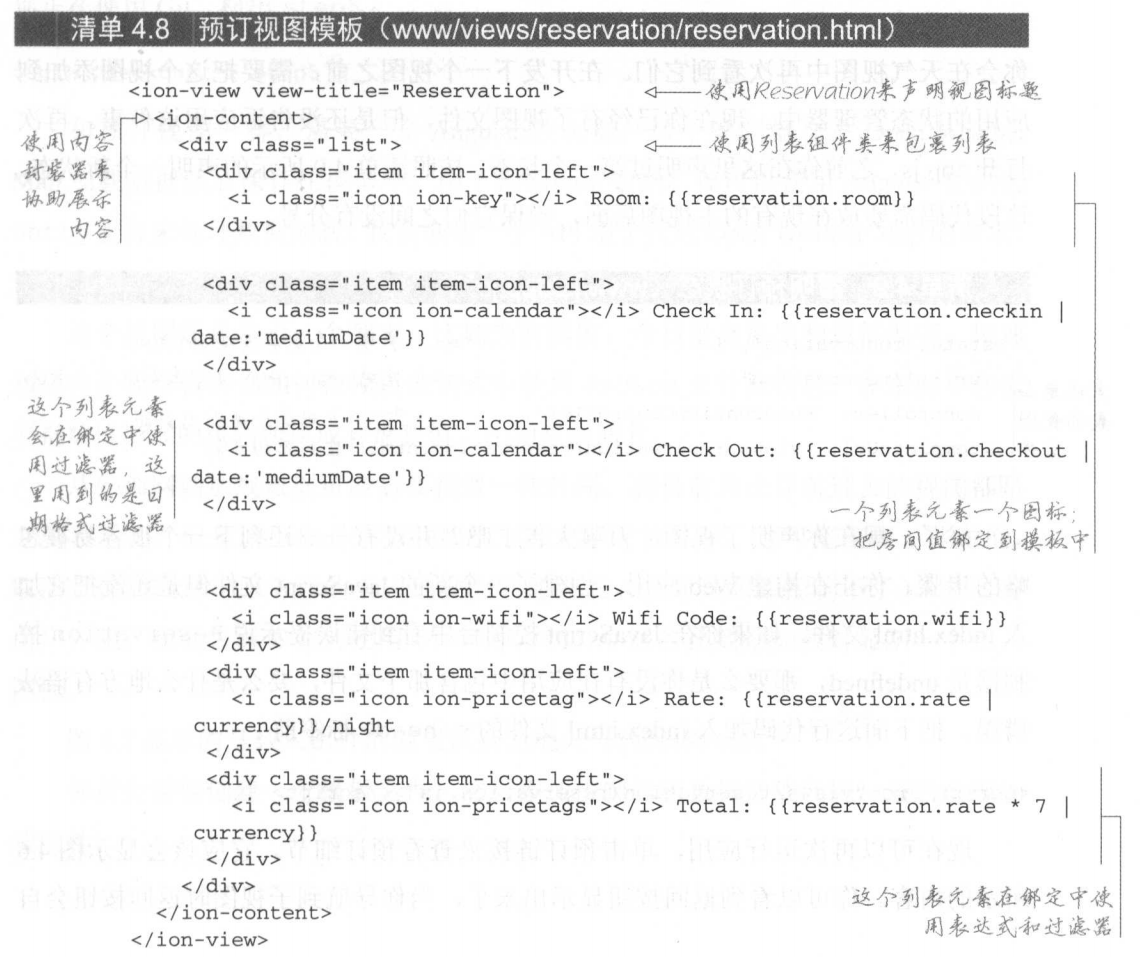 清单 4.8 预订视图模板（www/views/reservation/reservation.html）
<ion-view view-title="Reservation">
使用Reservation来声明视图标题
<ion-content>
使用内容
封装器来
协助展示
内容
<div class="list">
使用列表组件类来包裹列表
<div class="item item-icon-left">
<i class="icon ion-key"></i> Room: {{reservation.room}}
</div>
<div class="item item-icon-left">
<i class="icon ion-calendar"></i> Check In: {{reservation.checkin |
date:'mediumDate'}}
</div>
这个列表元素
会在绑定中使
用过滤器，这
里用到的是日
期格式过滤器
<div class="item item-icon-left">
<i class="icon ion-calendar"></i> Check Out: {{reservation.checkout |
date:'mediumDate'}}
</div>
一个列表元素一个图标；
把房间值绑定到模板中
<div class="item item-icon-left">
<i class="icon ion-wifi"></i> Wifi Code: {{reservation.wifi}}
</div>
<div class="item item-icon-left">
<i class="icon ion-pricetag"></i> Rate: {{reservation.rate |
currency}}/night
</div>
<div class="item item-icon-left">
<i class="icon ion-pricetags"></i> Total: {{reservation.rate * 7 |
currency}}
</div>
</div>
这个列表元素在绑定中使
用表达式和过滤器
</ion-content>
</ion-view>